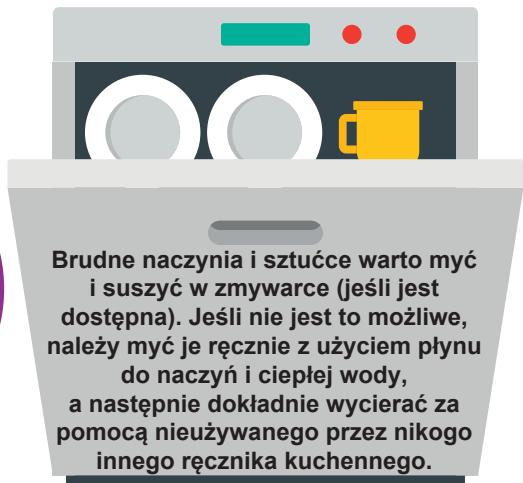 Brudne naczynia i sztućce warto myć
i suszyć w zmywarce (jeśli jest
dostępna). Jeśli nie jest to możliwe,
należy myć je ręcznie z użyciem płynu
do naczyń i ciepłej wody,
a następnie dokładnie wycierać za
pomocą nieużywanego przez nikogo
innego ręcznika kuchennego.